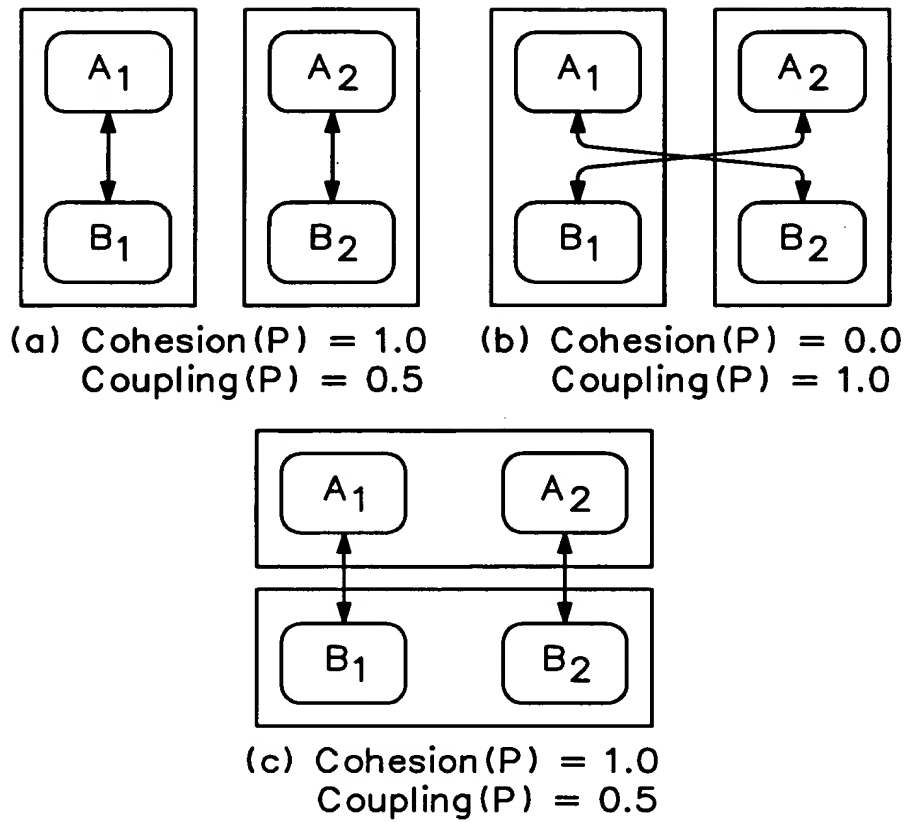 A1 A2 A1 A2
B1 B2 B1 B2
(a) Cohesion(P) = 1.0 (b) Cohesion(P) = 0.0
Coupling(P) = 0.5 Coupling(P) = 1.0
A1 A2
B1 B2
(c) Cohesion(P) = 1.0
Coupling(P) = 0.5